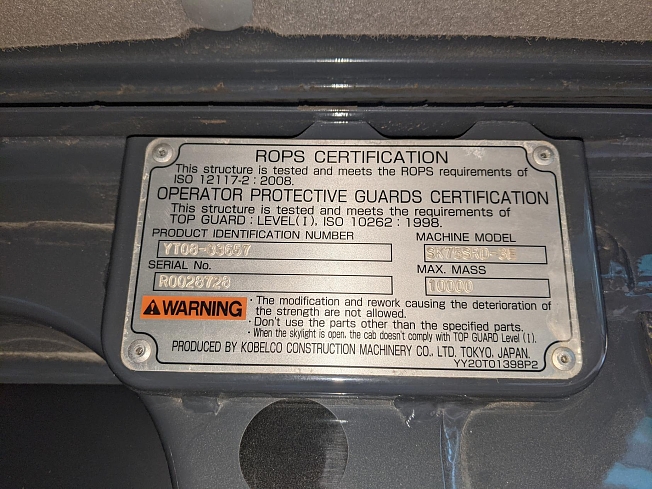 ROPS CERTIFICATION
This structure is tested and meets the ROPS requirements of
ISO 12117-2 : 2008.
OPERATOR PROTECTIVE GUARDS CERTIFICATION
This structure is tested and meets the requirements of
TOP GUARD : LEVEL(I), ISO 10262 : 1998.
PRODUCT IDENTIFICATION NUMBER
MACHINE MODEL
YT08-33657
SERIAL No.
MAX. MASS
R0028728
10000
WARNING
· The modification and rework causing the deterioration of
the strength are not allowed.
· Don't use the parts other than the specified parts.
· When the skylight is open, the cab doesn't comply with TOP GUARD Level (I).
PRODUCED BY KOBELCO CONSTRUCTION MACHINERY CO., LTD. TOKYO, JAPAN.
YY20T01398P2